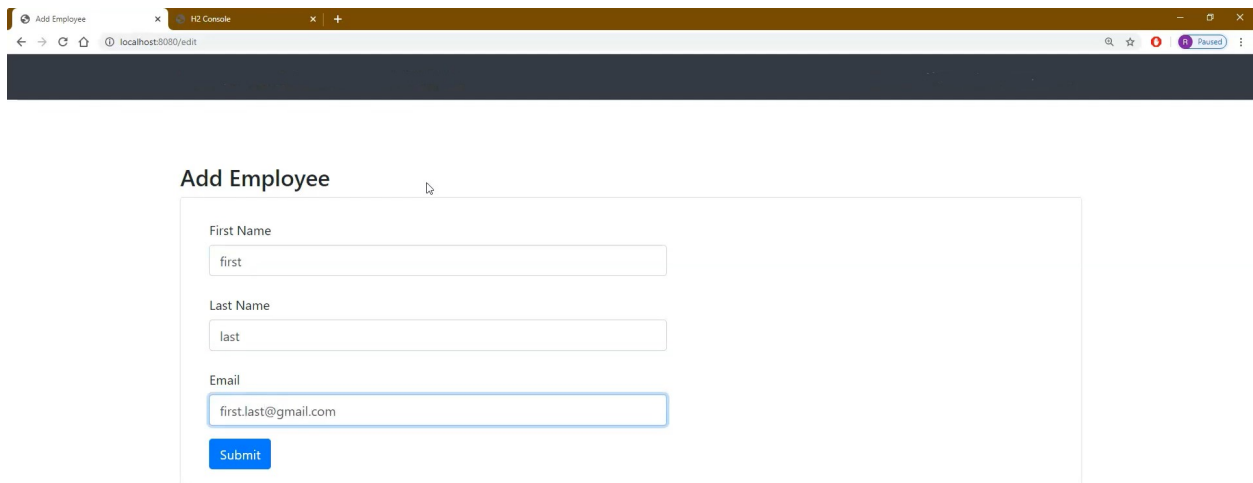 Add Employee
H2 Console
localhost:8080/edit
R
Paused
Add Employee
First Name
first
Last Name
last
Email
first.last@gmail.com
Submit